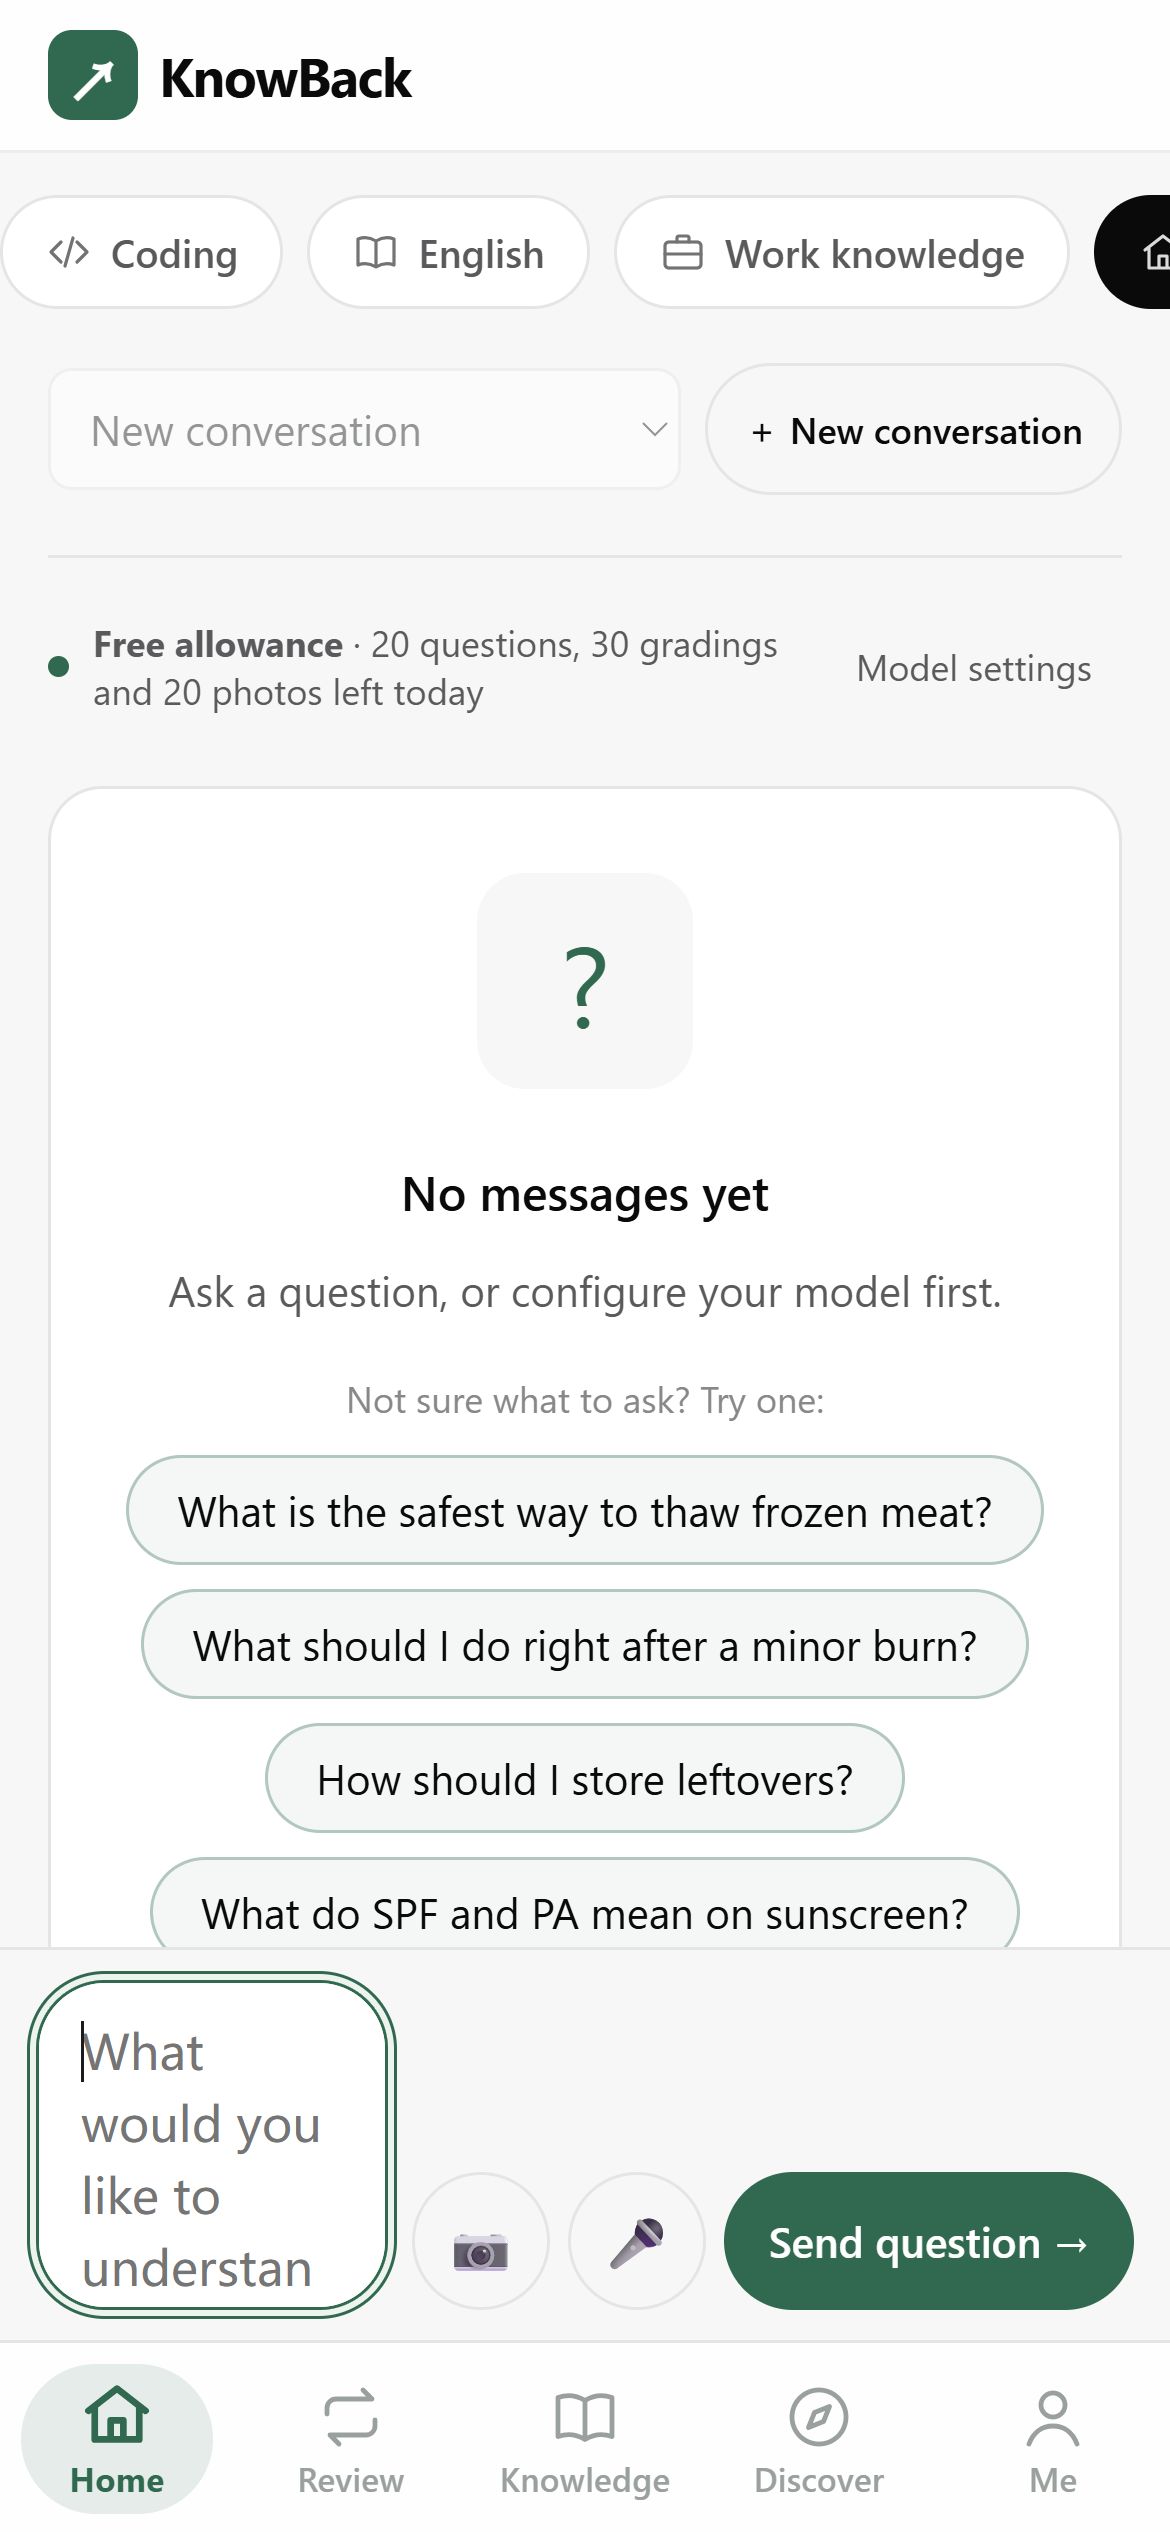 KnowBack
Coding
English
Work knowledge
New conversation
+ New conversation
Free allowance · 20 questions, 30 gradings
and 20 photos left today
Model settings
?
No messages yet
Ask a question, or configure your model first.
Not sure what to ask? Try one:
What is the safest way to thaw frozen meat?
What should I do right after a minor burn?
How should I store leftovers?
What do SPF and PA mean on sunscreen?
What
would you
like to
understan
Send question →
Home
Review
Knowledge
Discover
Me